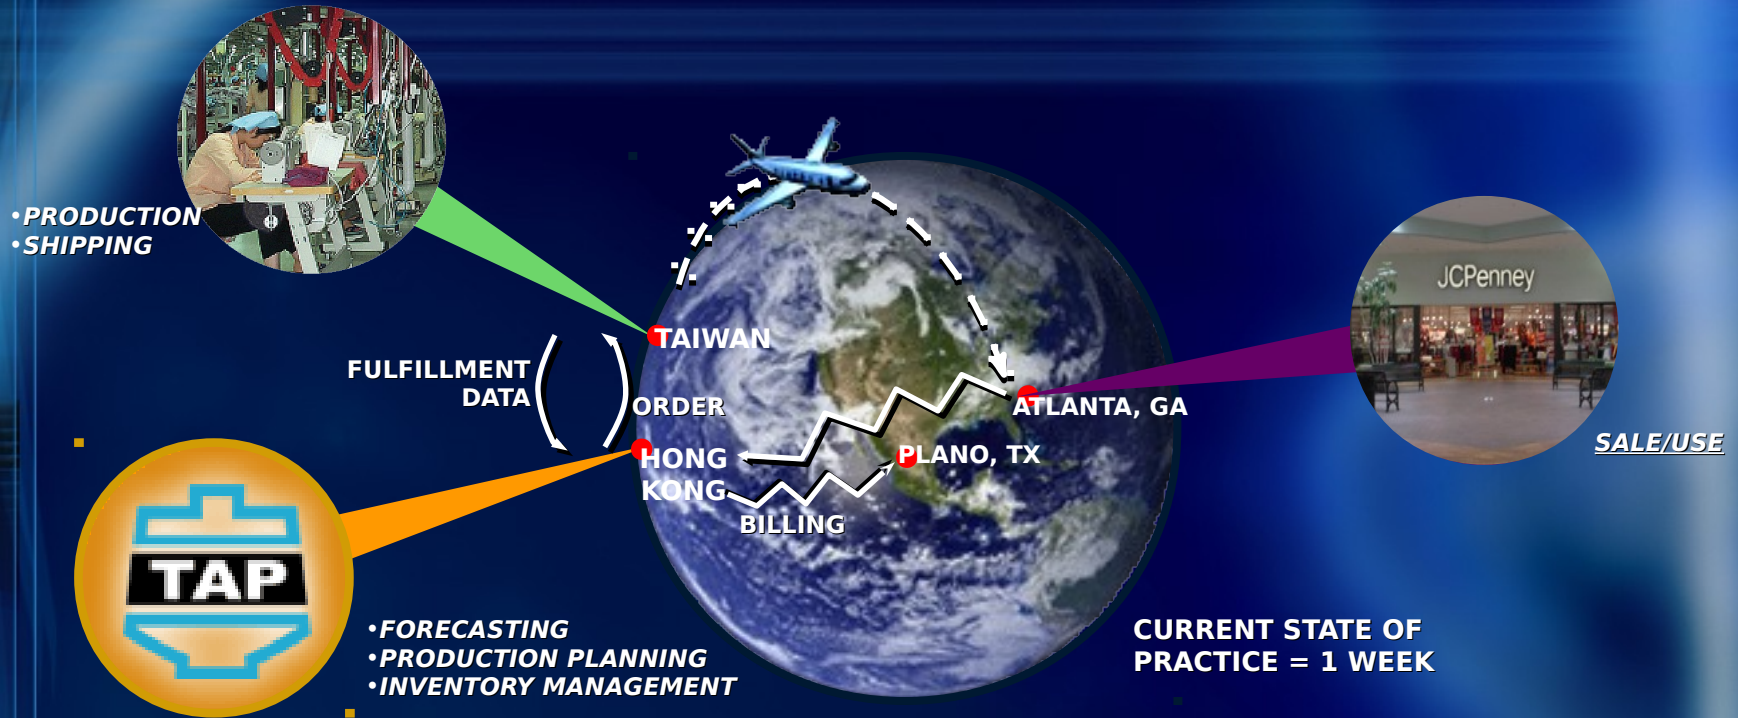 •PRODUCTION
•SHIPPING
JCPenney
TAIWAN
FULFILLMENT
DATA
ORDER
ATLANTA, GA
SALE/USE
HONG
KONG
PLANO, TX
BILLING
TAP
•FORECASTING
•PRODUCTION PLANNING
•INVENTORY MANAGEMENT
CURRENT STATE OF
PRACTICE = 1 WEEK